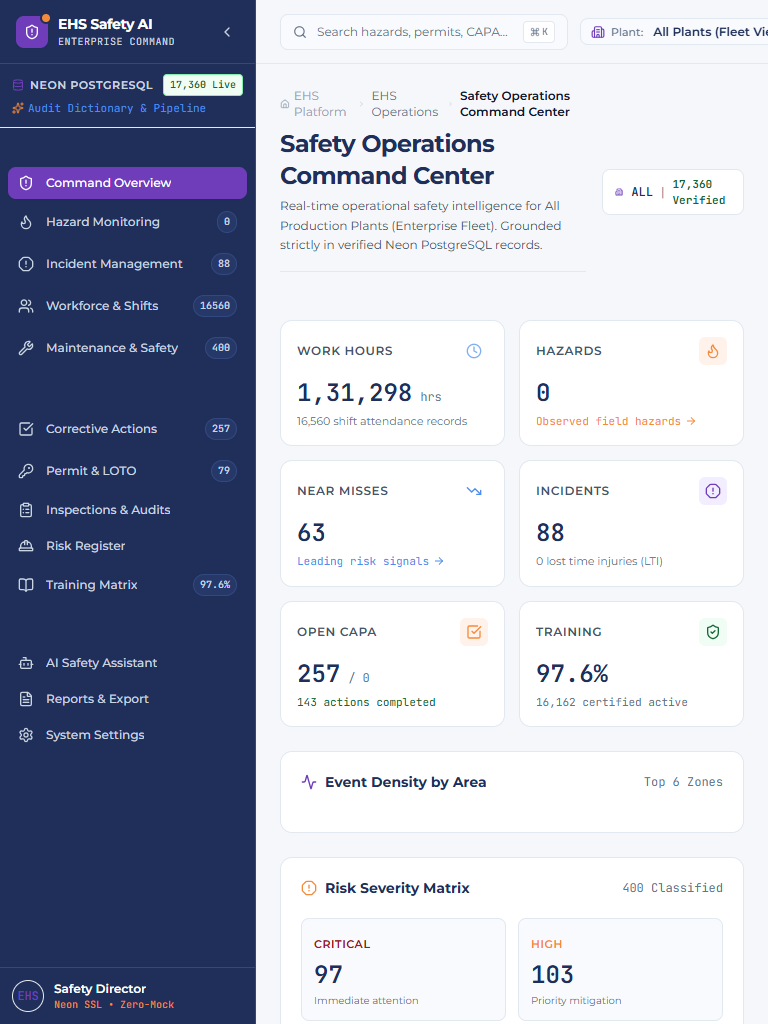 EHS Safety AI
ENTERPRISE COMMAND
NEON POSTGRESQL
17,360 Live
Audit Dictionary & Pipeline
Command Overview
Hazard Monitoring
0
Incident Management
88
Workforce & Shifts
16560
Maintenance & Safety
400
Corrective Actions
257
Permit & LOTO
79
Inspections & Audits
Risk Register
Training Matrix
97.6%
AI Safety Assistant
Reports & Export
System Settings
EHS
Safety Director
Neon SSL • Zero-Mock
Search hazards, permits, CAPA...
⌘K
Plant:
All Plants (Fleet Vie
EHS
Platform
EHS
Operations
Safety Operations
Command Center
Safety Operations
Command Center
Real-time operational safety intelligence for All
Production Plants (Enterprise Fleet). Grounded
strictly in verified Neon PostgreSQL records.
ALL |
17,360
Verified
WORK HOURS
1,31,298 hrs
16,560 shift attendance records
HAZARDS
0
Observed field hazards →
NEAR MISSES
63
Leading risk signals →
INCIDENTS
88
0 lost time injuries (LTI)
OPEN CAPA
257 / 0
143 actions completed
TRAINING
97.6%
16,162 certified active
Event Density by Area
Top 6 Zones
Risk Severity Matrix
400 Classified
CRITICAL
97
Immediate attention
HIGH
103
Priority mitigation